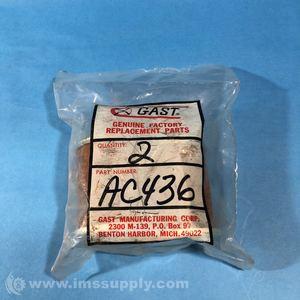 GAST.
GENUINE FACTORY
REPLACEMENT PARTS
QUANTITY
2
PART NUMBER
AC436
GAST MANUFACTURING CORP.
2300 M-139, P.O. Box 97
BENTON HARBOR, MICH. 49022
© www.imssupply.com